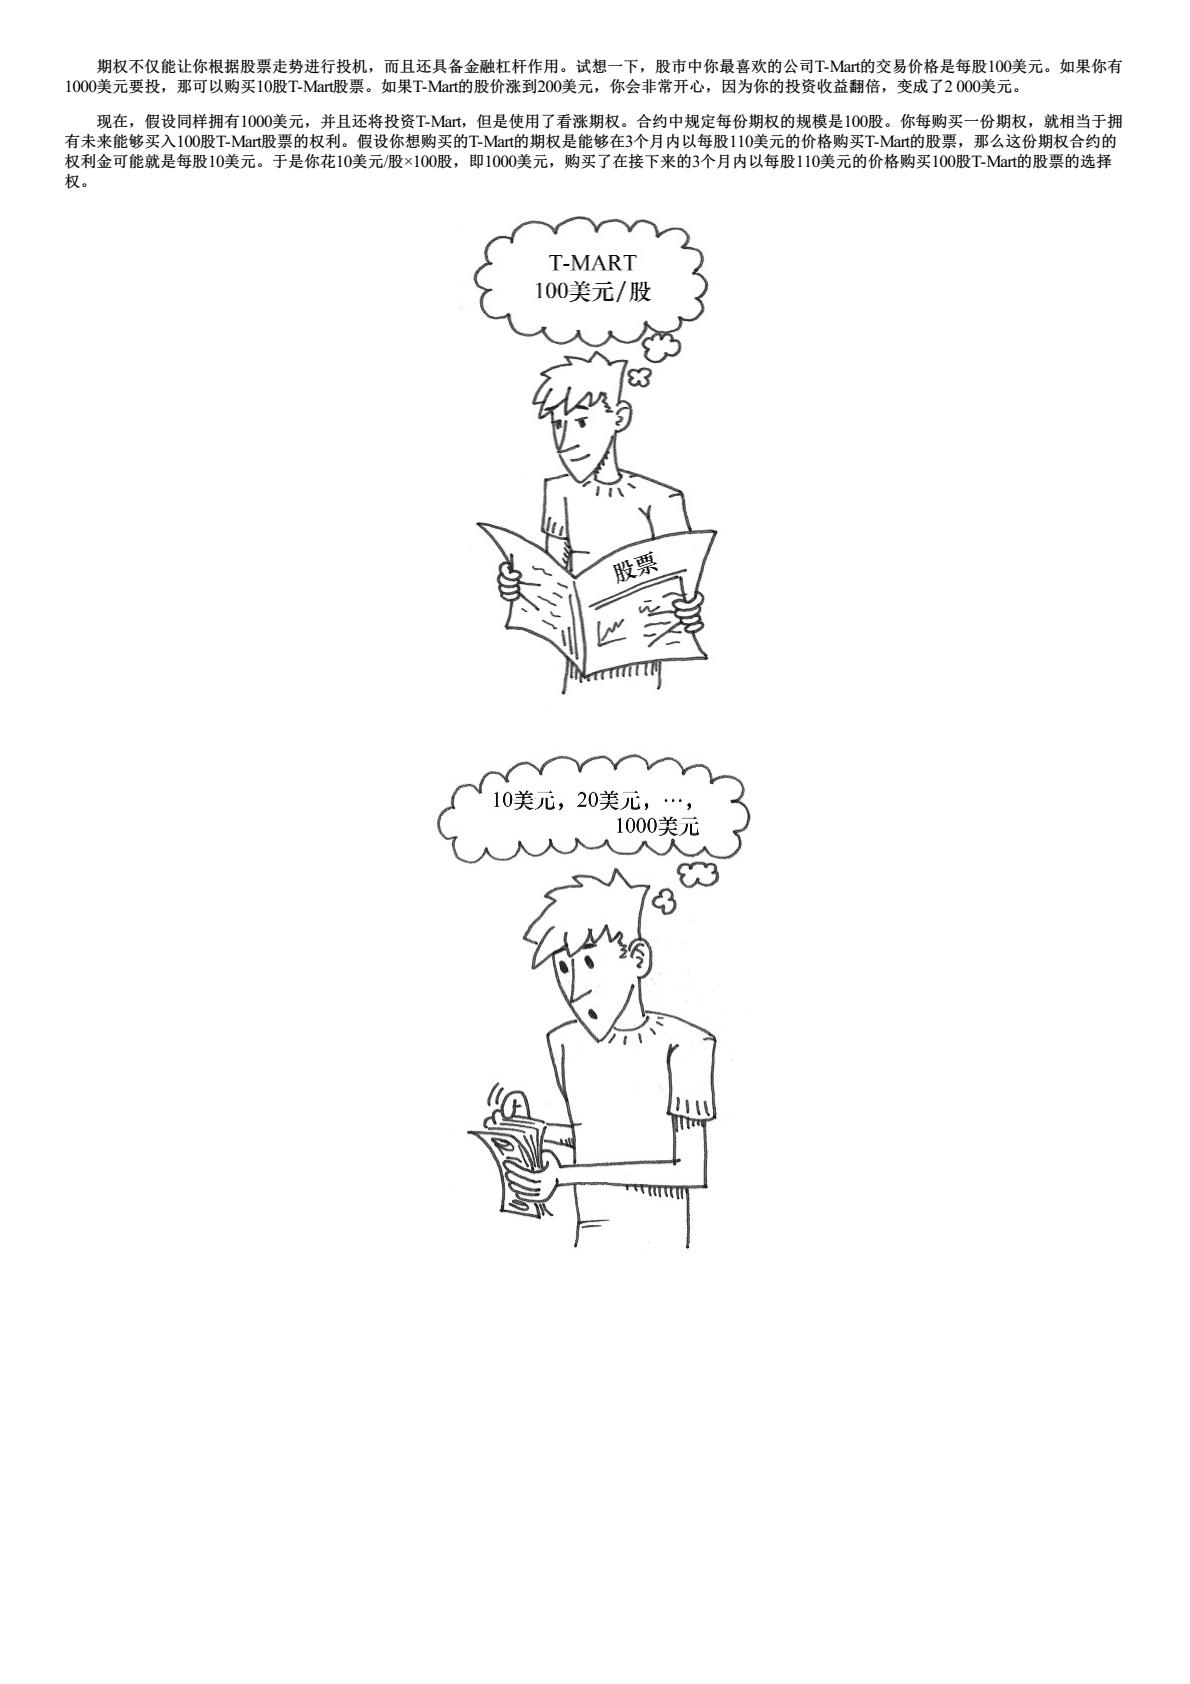 期权不仅能让你根据股票走势进行投机，而且还具备金融杠杆作用。试想一下，股市中你最喜欢的公司T-Mart的交易价格是每股100美元。如果你有
1000美元要投，那可以购买10股T-Mart股票。如果T-Mart的股价涨到200美元，你会非常开心，因为你的投资收益翻倍，变成了2 000美元。
现在，假设同样拥有1000美元，并且还将投资T-Mart，但是使用了看涨期权。合约中规定每份期权的规模是100股。你每购买一份期权，就相当于拥
有未来能够买入100股T-Mart股票的权利。假设你想购买的T-Mart的期权是能够在3个月内以每股110美元的价格购买T-Mart的股票，那么这份期权合约的
权利金可能就是每股10美元。于是你花10美元/股×100股，即1000美元，购买了在接下来的3个月内以每股110美元的价格购买100股T-Mart的股票的选择
权。
T-MART
100美元/股
股票
10美元，20美元，…，
1000美元